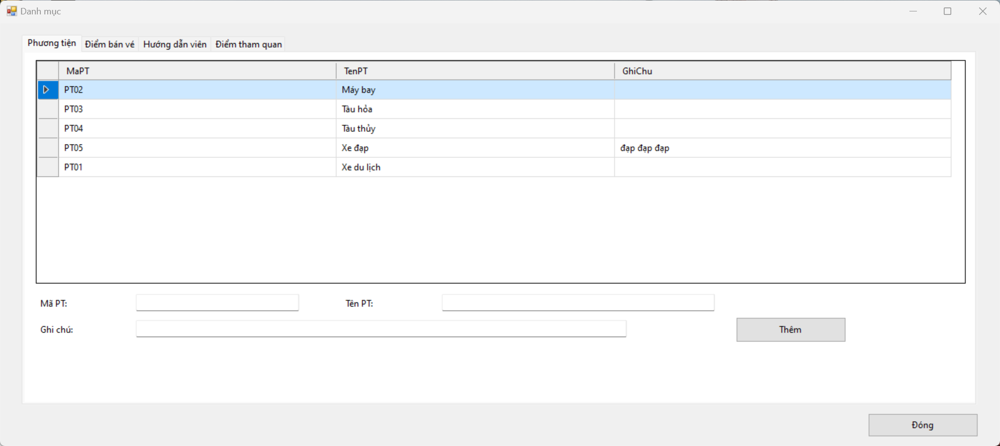 Danh mục
Phương tiện Điểm bán vé Hướng dẫn viên Điểm tham quan
MaPT TenPT GhiChu
PT02 Máy bay
PT03 Tàu hỏa
PT04 Tàu thủy
PT05 Xe đạp đạp đạp đạp
PT01 Xe du lịch
Mã PT: Tên PT:
Ghi chú: Thêm
Đóng